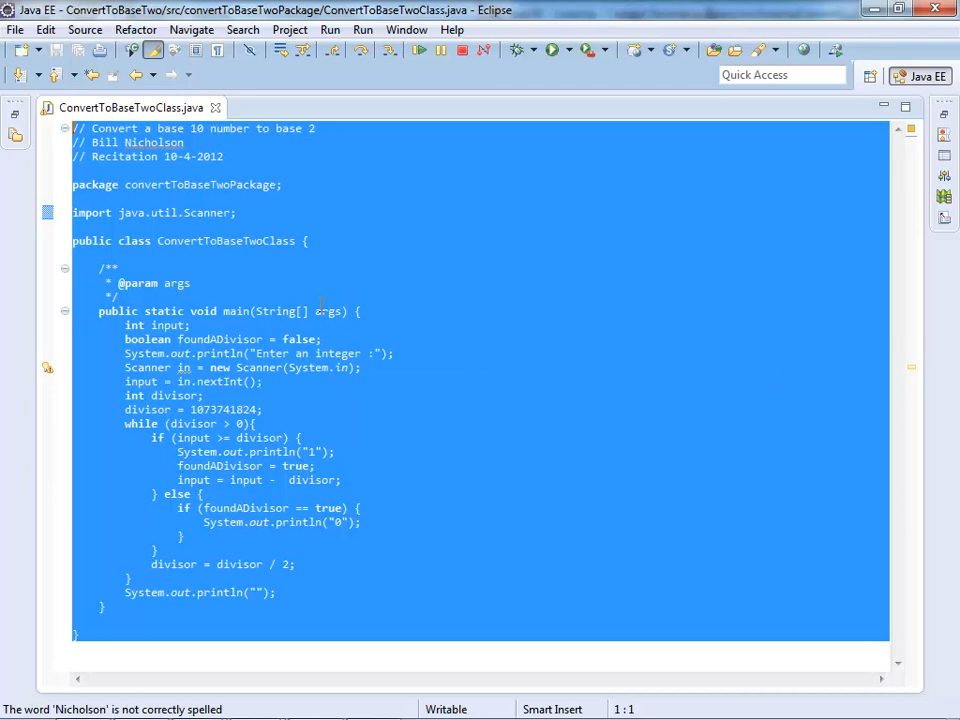 Java EE - ConvertToBaseTwo/src/convertToBaseTwoPackage/ConvertToBaseTwoClass.java - Eclipse
File Edit Source Refactor Navigate Search Project Run Run Window Help
Quick Access
Java EE
ConvertToBaseTwoClass.java
// Convert a base 10 number to base 2
// Bill Nicholson
// Recitation 10-4-2012
package convertToBaseTwoPackage;
import java.util.Scanner;
public class ConvertToBaseTwoClass {
/**
* @param args
*/
public static void main(String[] args) {
int input;
boolean foundADivisor = false;
System.out.println("Enter an integer :");
Scanner in = new Scanner(System.in);
input = in.nextInt();
int divisor;
divisor = 1073741824;
while (divisor > 0){
if (input >= divisor) {
System.out.println("1");
foundADivisor = true;
input = input -  divisor;
} else {
if (foundADivisor == true) {
System.out.println("0");
}
}
divisor = divisor / 2;
}
System.out.println("");
}
}
The word 'Nicholson' is not correctly spelled
Writable
Smart Insert
1 : 1